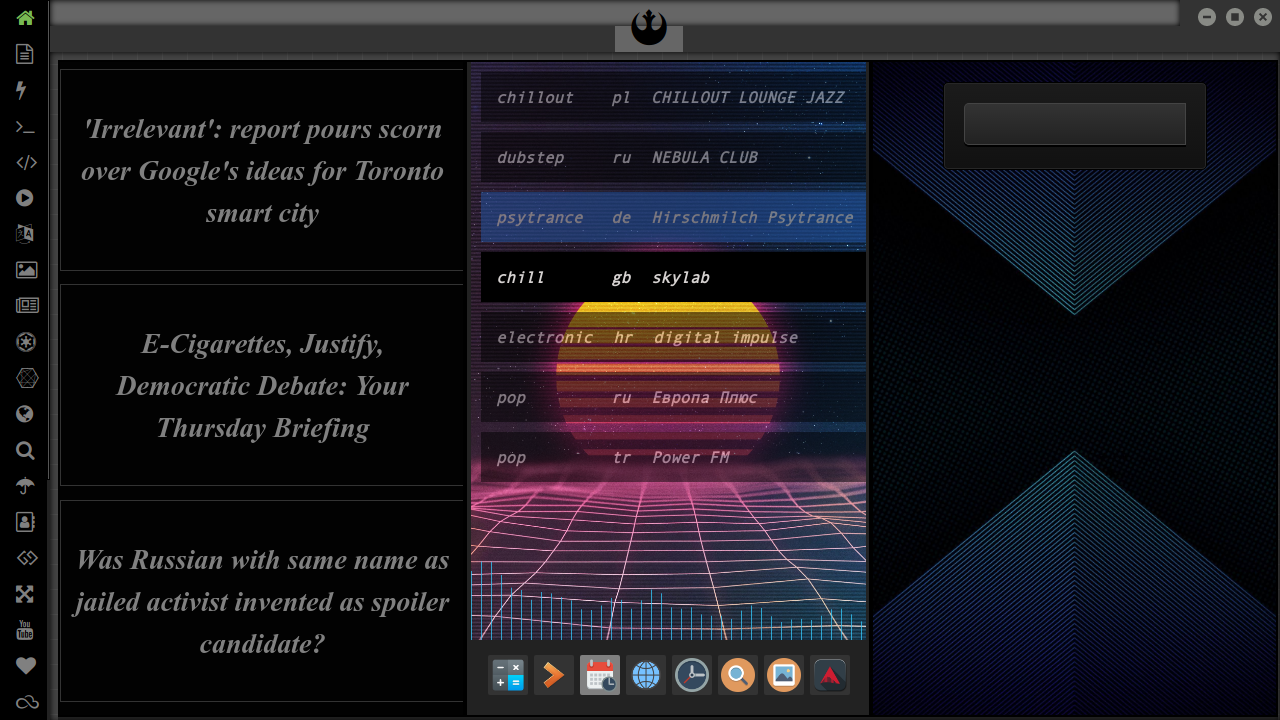 'Irrelevant': report pours scorn
over Google's ideas for Toronto
smart city
E-Cigarettes, Justify,
Democratic Debate: Your
Thursday Briefing
Was Russian with same name as
jailed activist invented as spoiler
candidate?
chillout pl CHILLOUT LOUNGE JAZZ
dubstep ru NEBULA CLUB
psytrance de Hirschmilch Psytrance
chill gb skylab
electronic hr digital impulse
pop ru Европа Плюс
pop tr Power FM
You
Tube